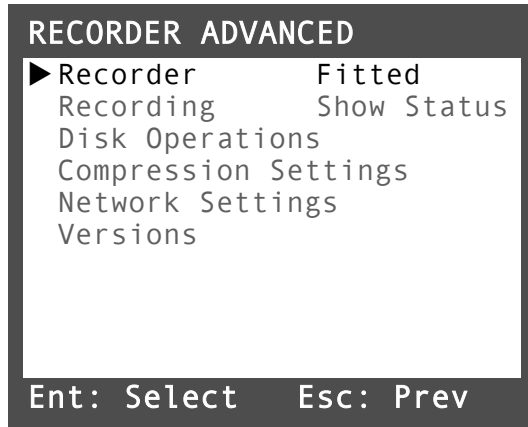 RECORDER ADVANCED
Recorder Fitted
Recording Show Status
Disk Operations
Compression Settings
Network Settings
Versions
Ent: Select Esc: Prev